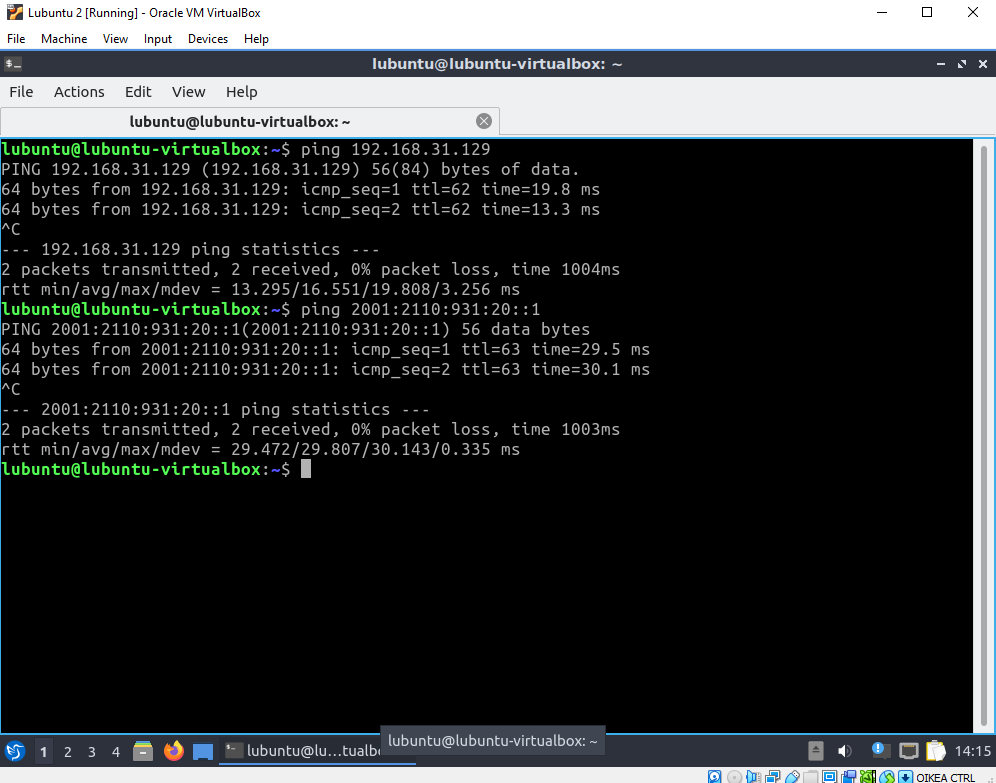 Lubuntu 2 [Running] - Oracle VM VirtualBox
File Machine View Input Devices Help
lubuntu@lubuntu-virtualbox: ~
File Actions Edit View Help
lubuntu@lubuntu-virtualbox: ~
lubuntu@lubuntu-virtualbox:~$ ping 192.168.31.129
PING 192.168.31.129 (192.168.31.129) 56(84) bytes of data.
64 bytes from 192.168.31.129: icmp_seq=1 ttl=62 time=19.8 ms
64 bytes from 192.168.31.129: icmp_seq=2 ttl=62 time=13.3 ms
^C
--- 192.168.31.129 ping statistics ---
2 packets transmitted, 2 received, 0% packet loss, time 1004ms
rtt min/avg/max/mdev = 13.295/16.551/19.808/3.256 ms
lubuntu@lubuntu-virtualbox:~$ ping 2001:2110:931:20::1
PING 2001:2110:931:20::1(2001:2110:931:20::1) 56 data bytes
64 bytes from 2001:2110:931:20::1: icmp_seq=1 ttl=63 time=29.5 ms
64 bytes from 2001:2110:931:20::1: icmp_seq=2 ttl=63 time=30.1 ms
^C
--- 2001:2110:931:20::1 ping statistics ---
2 packets transmitted, 2 received, 0% packet loss, time 1003ms
rtt min/avg/max/mdev = 29.472/29.807/30.143/0.335 ms
lubuntu@lubuntu-virtualbox:~$
lubuntu@lubuntu-virtualbox: ~
1 2 3 4 lubuntu@lu…tualbo 14:15
OIKEA CTRL